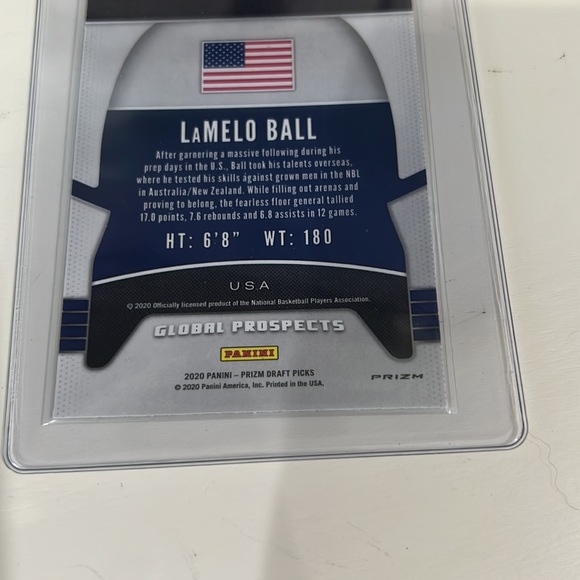 LAMELO BALL
After garnering a massive following during his
prep days in the U.S., Ball took his talents overseas,
where he tested his skills against grown men in the NBL
in Australia/New Zealand. While filling out arenas and
proving to belong, the fearless floor general tallied
17.0 points, 7.6 rebounds and 6.8 assists in 12 games.
HT: 6'8" WT: 180
USA
© 2020 Officially licensed product of the National Basketball Players Association.
GLOBAL PROSPECTS
PANINI
2020 PANINI – PRIZM DRAFT PICKS
© 2020 Panini America, Inc. Printed in the USA.
PRIZM